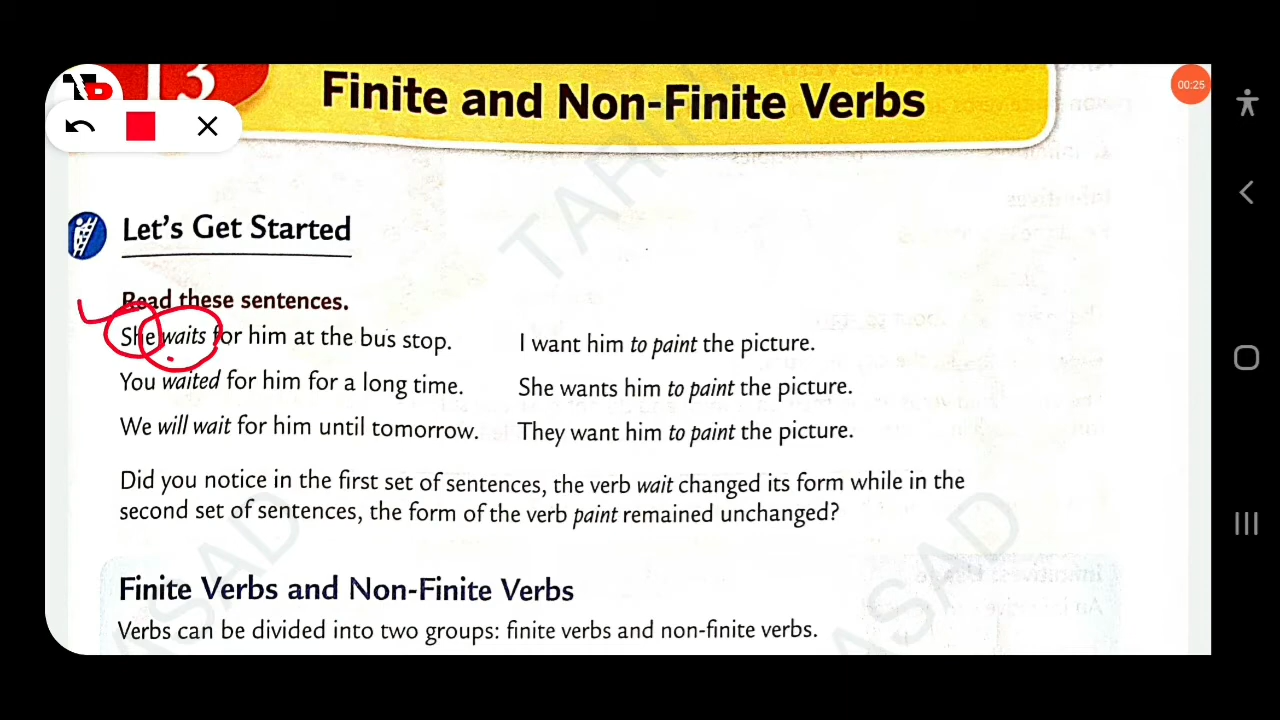 13
Finite and Non-Finite Verbs
00:25
Let's Get Started
Read these sentences.
She waits for him at the bus stop.
You waited for him for a long time.
We will wait for him until tomorrow.
I want him to paint the picture.
She wants him to paint the picture.
They want him to paint the picture.
Did you notice in the first set of sentences, the verb wait changed its form while in the
second set of sentences, the form of the verb paint remained unchanged?
Finite Verbs and Non-Finite Verbs
Verbs can be divided into two groups: finite verbs and non-finite verbs.
ASAD
ASAD